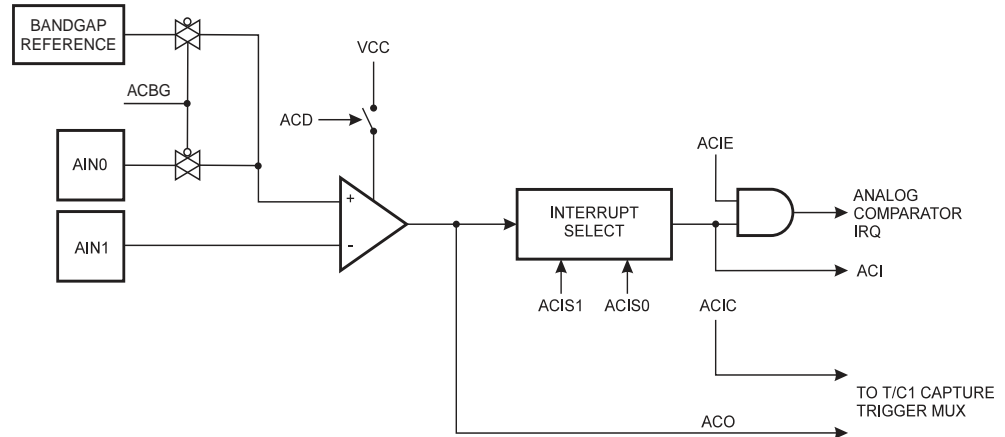 BANDGAP
REFERENCE
VCC
ACBG
ACD
AIN0
ACIE
+
INTERRUPT
SELECT
ANALOG
COMPARATOR
IRQ
AIN1
-
ACI
ACIS1
ACIS0
ACIC
TO T/C1 CAPTURE
TRIGGER MUX
ACO